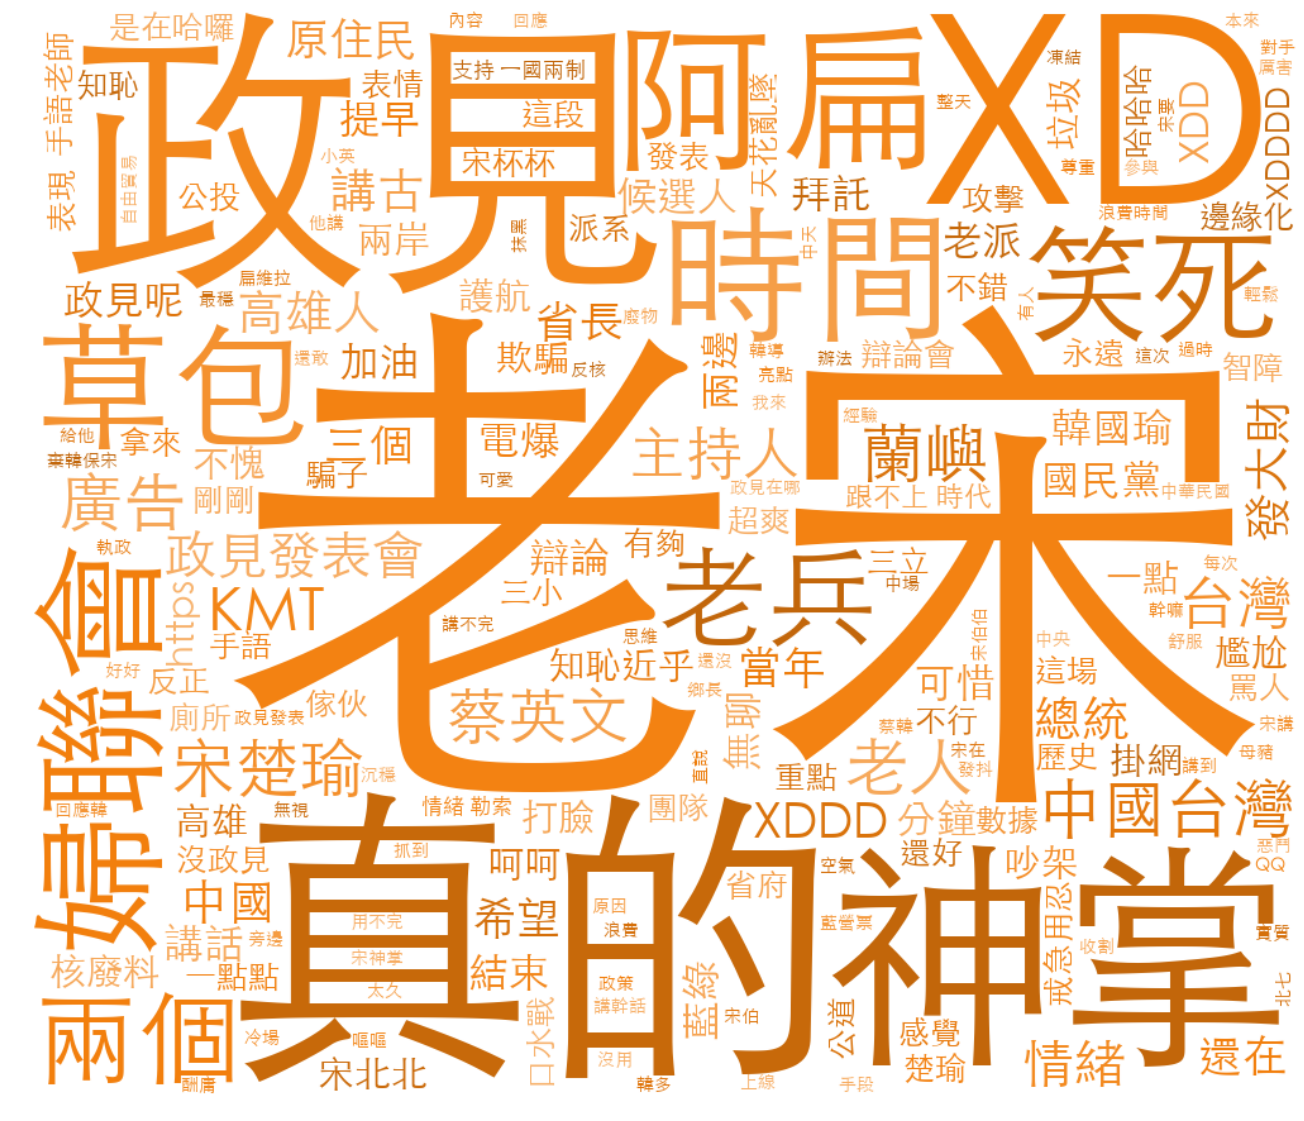 政見
阿扁
XD
老宋
真的
神掌
時間
笑死
草包
婦聯會
兩個
老兵
是在哈囉
原住民
內容
回應
本來
對手
厲害
知恥
表情
支持 一國兩制
凍結
手語老師
表現
提早
這段
天花亂墜
整天
垃圾
哈哈哈
宋要
XDD
XDDDD
自由貿易
小英
宋杯杯
發表
尊重
參與
公投
講古
候選人
拜託
攻擊
浪費時間
邊緣化
他講
兩岸
抹黑
派系
中天
老派
政見呢
扁維拉
最穩
高雄人
護航
省長
廢物
不錯
有人
輕鬆
還敢
加油
欺騙
反核
兩邊
韓導
辦法
辯論會
永遠
這次
過時
智障
亮點
我來
給他
拿來
三個
電爆
主持人
經驗
蘭嶼
韓國瑜
發大財
棄韓保宋
不愧
騙子
可愛
政見在哪
跟不上 時代
國民黨
中華民國
廣告
剛剛
超爽
執政
政見發表會
辯論
有夠
三立
一點
每次
https
KMT
三小
中場
幹嘛
台灣
手語
講不完
思維
宋伯伯
中央
舒服
尷尬
好好
反正
知恥近乎
還沒
當年
可惜
這場
罵人
廁所
政見發表
傢伙
蔡英文
鄉長
無聊
蔡韓
不行
總統
宋講
宋楚瑜
沉穩
直說
重點
老人
宋在
發抖
歷史
掛網
講到
母豬
回應韓
高雄
無視
情緒 勒索
打臉
團隊
XDDD
分鐘
數據
中國台灣
沒政見
抓到
呵呵
空氣
還好
吵架
惡鬥
QQ
中國
用不完
希望
原因
浪費
省府
藍營票
戒急用忍
實質
講話
旁邊
宋神掌
收割
核廢料
一點點
太久
結束
政策
講幹話
藍綠
宋伯
公道
北七
冷場
嘔嘔
口水戰
感覺
還在
宋北北
沒用
楚瑜
情緒
酬庸
韓多
上線
手段